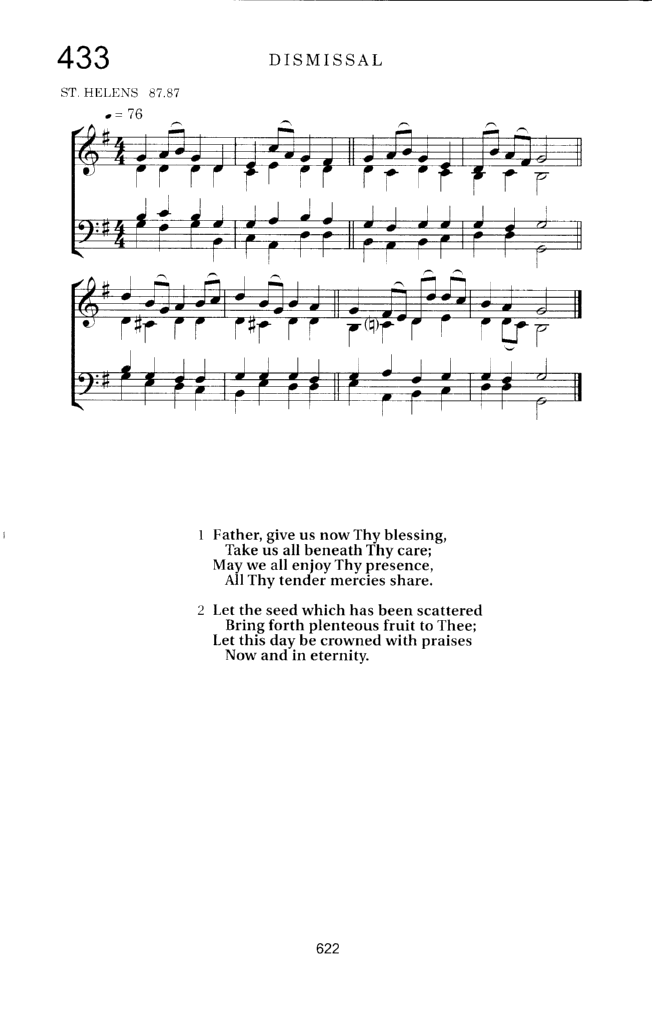 433
DISMISSAL
ST. HELENS 87.87
♩ = 76
1 Father, give us now Thy blessing,
Take us all beneath Thy care;
May we all enjoy Thy presence,
All Thy tender mercies share.
2 Let the seed which has been scattered
Bring forth plenteous fruit to Thee;
Let this day be crowned with praises
Now and in eternity.
622